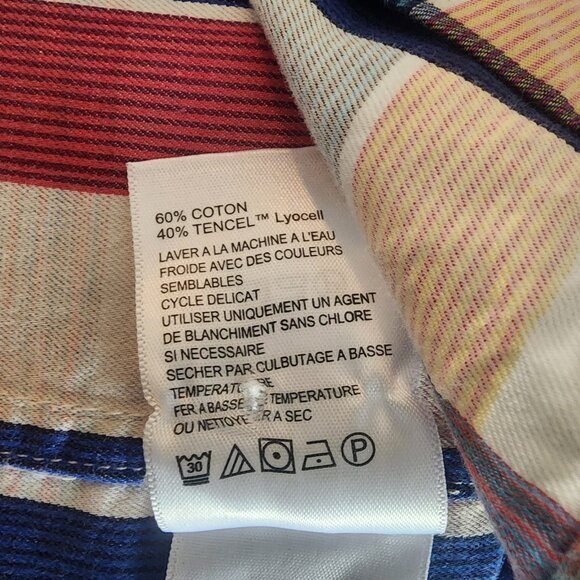 60% COTON
40% TENCEL™ Lyocell
LAVER A LA MACHINE A L'EAU
FROIDE AVEC DES COULEURS
SEMBLABLES
CYCLE DELICAT
UTILISER UNIQUEMENT UN AGENT
DE BLANCHIMENT SANS CHLORE
SI NECESSAIRE
SECHER PAR CULBUTAGE A BASSE
FER A BASSE TEMPERATURE
OU A SEC
30 P